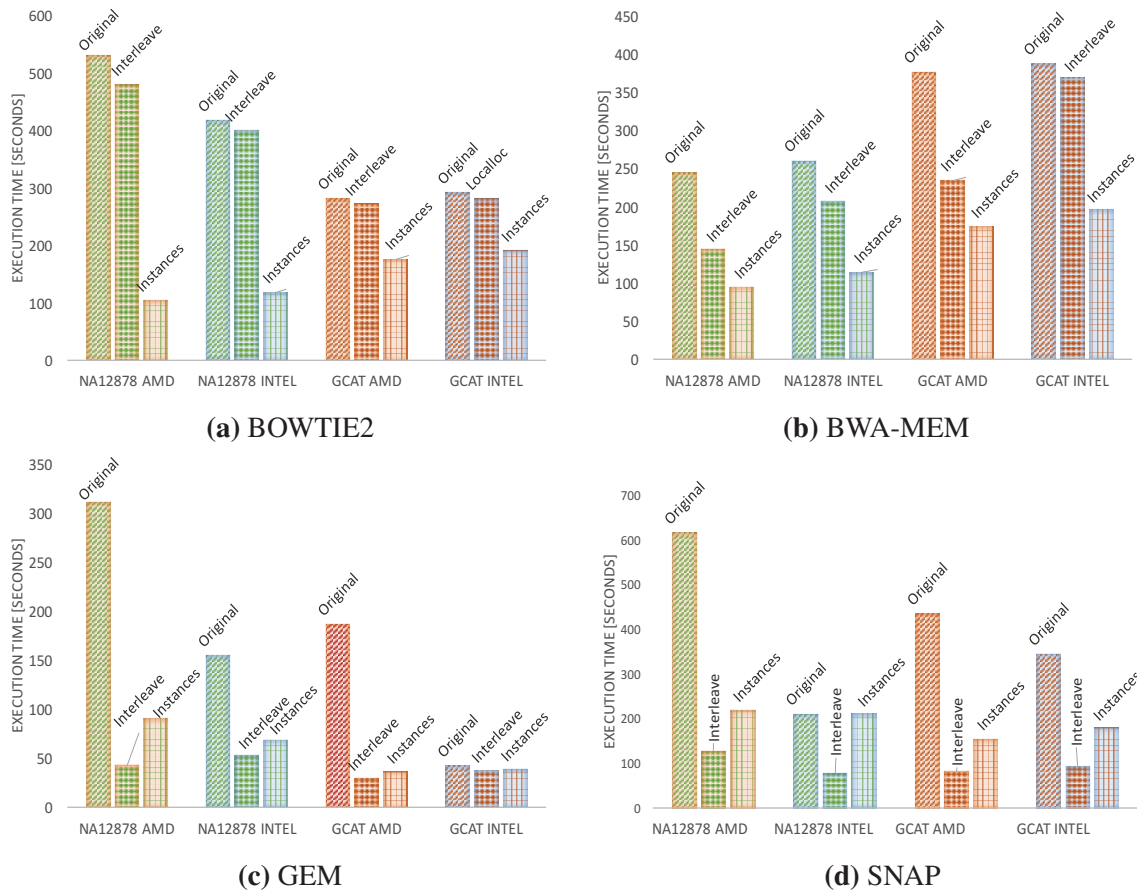 EXECUTION TIME [SECONDS]
600
500
400
300
200
100
0
Original
Interleave
Instances
Original
Interleave
Instances
Original
Interleave
Instances
Original
Localloc
Instances
NA12878 AMD
NA12878 INTEL
GCAT AMD
GCAT INTEL
(a) BOWTIE2
EXECUTION TIME [SECONDS]
450
400
350
300
250
200
150
100
50
0
Original
Interleave
Instances
Original
Interleave
Instances
Original
Interleave
Instances
Original
Interleave
Instances
NA12878 AMD
NA12878 INTEL
GCAT AMD
GCAT INTEL
(b) BWA-MEM
EXECUTION TIME [SECONDS]
350
300
250
200
150
100
50
0
Original
Interleave
Instances
Original
Interleave
Instances
Original
Interleave
Instances
Original
Interleave
Instances
NA12878 AMD
NA12878 INTEL
GCAT AMD
GCAT INTEL
(c) GEM
EXECUTION TIME [SECONDS]
700
600
500
400
300
200
100
0
Original
Interleave
Instances
Original
Interleave
Instances
Original
Interleave
Instances
Original
Interleave
Instances
NA12878 AMD
NA12878 INTEL
GCAT AMD
GCAT INTEL
(d) SNAP